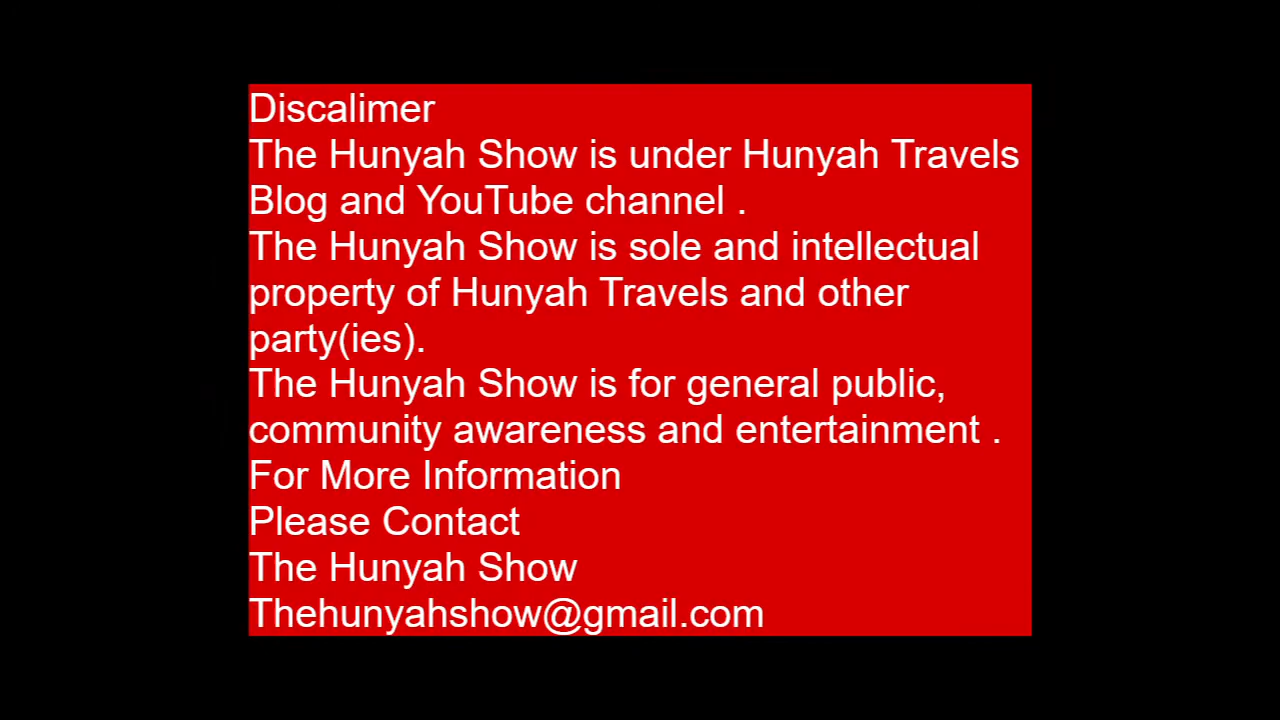 Discalimer
The Hunyah Show is under Hunyah Travels
Blog and YouTube channel .
The Hunyah Show is sole and intellectual
property of Hunyah Travels and other
party(ies).
The Hunyah Show is for general public,
community awareness and entertainment .
For More Information
Please Contact
The Hunyah Show
Thehunyahshow@gmail.com